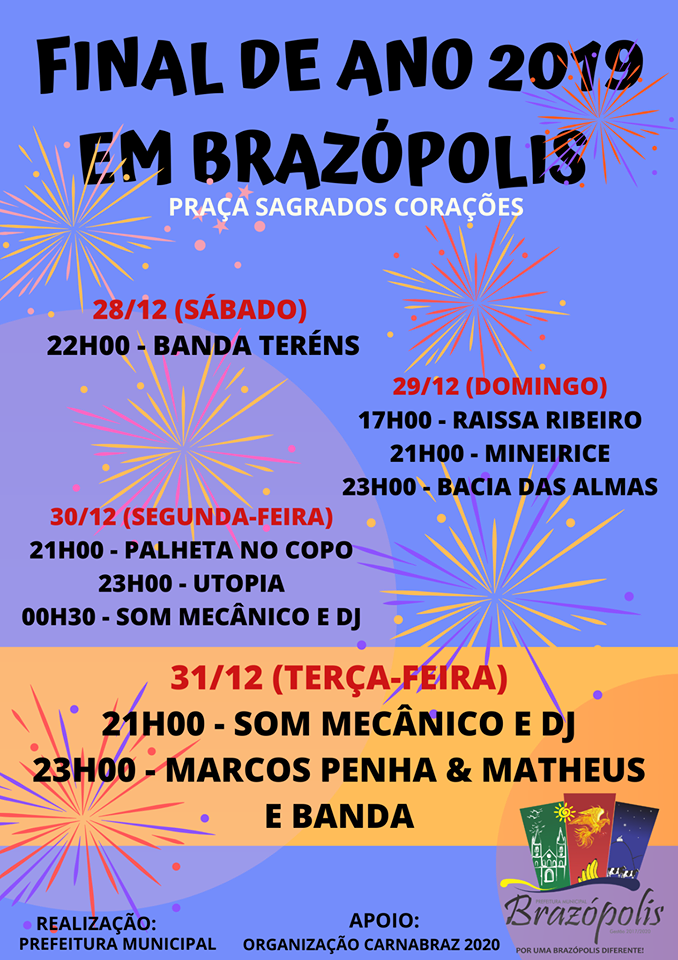 FINAL DE ANO 2019
EM BRAZÓPOLIS
PRAÇA SAGRADOS CORAÇÕES
28/12 (SÁBADO)
22H00 - BANDA TERÉNS
29/12 (DOMINGO)
17H00 - RAISSA RIBEIRO
21H00 - MINEIRICE
23H00 - BACIA DAS ALMAS
30/12 (SEGUNDA-FEIRA)
21H00 - PALHETA NO COPO
23H00 - UTOPIA
00H30 - SOM MECÂNICO E DJ
31/12 (TERÇA-FEIRA)
21H00 - SOM MECÂNICO E DJ
23H00 - MARCOS PENHA & MATHEUS
E BANDA
REALIZAÇÃO:
PREFEITURA MUNICIPAL
APOIO:
ORGANIZAÇÃO CARNABRAZ 2020
PREFEITURA MUNICIPAL
Brazópolis
POR UMA BRAZÓPOLIS DIFERENTE!